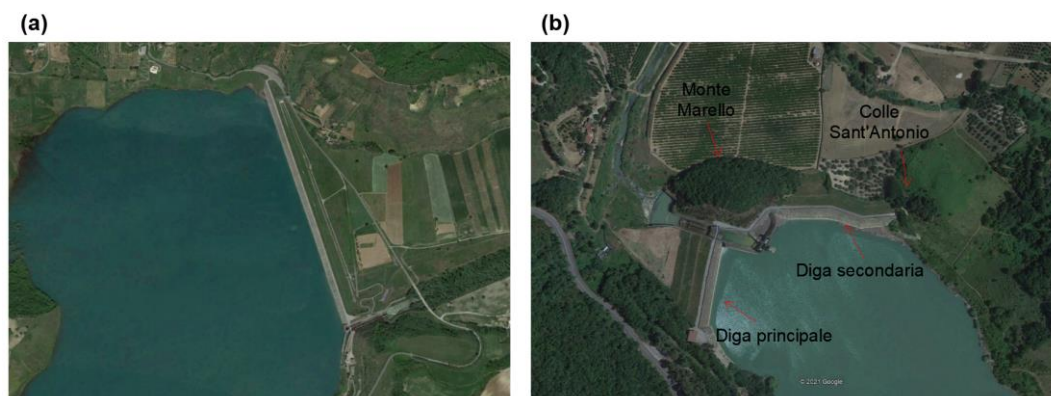 (a)
(b)
Monte
Marello
Colle
Sant'Antonio
Diga secondaria
Diga principale
© 2021 Google